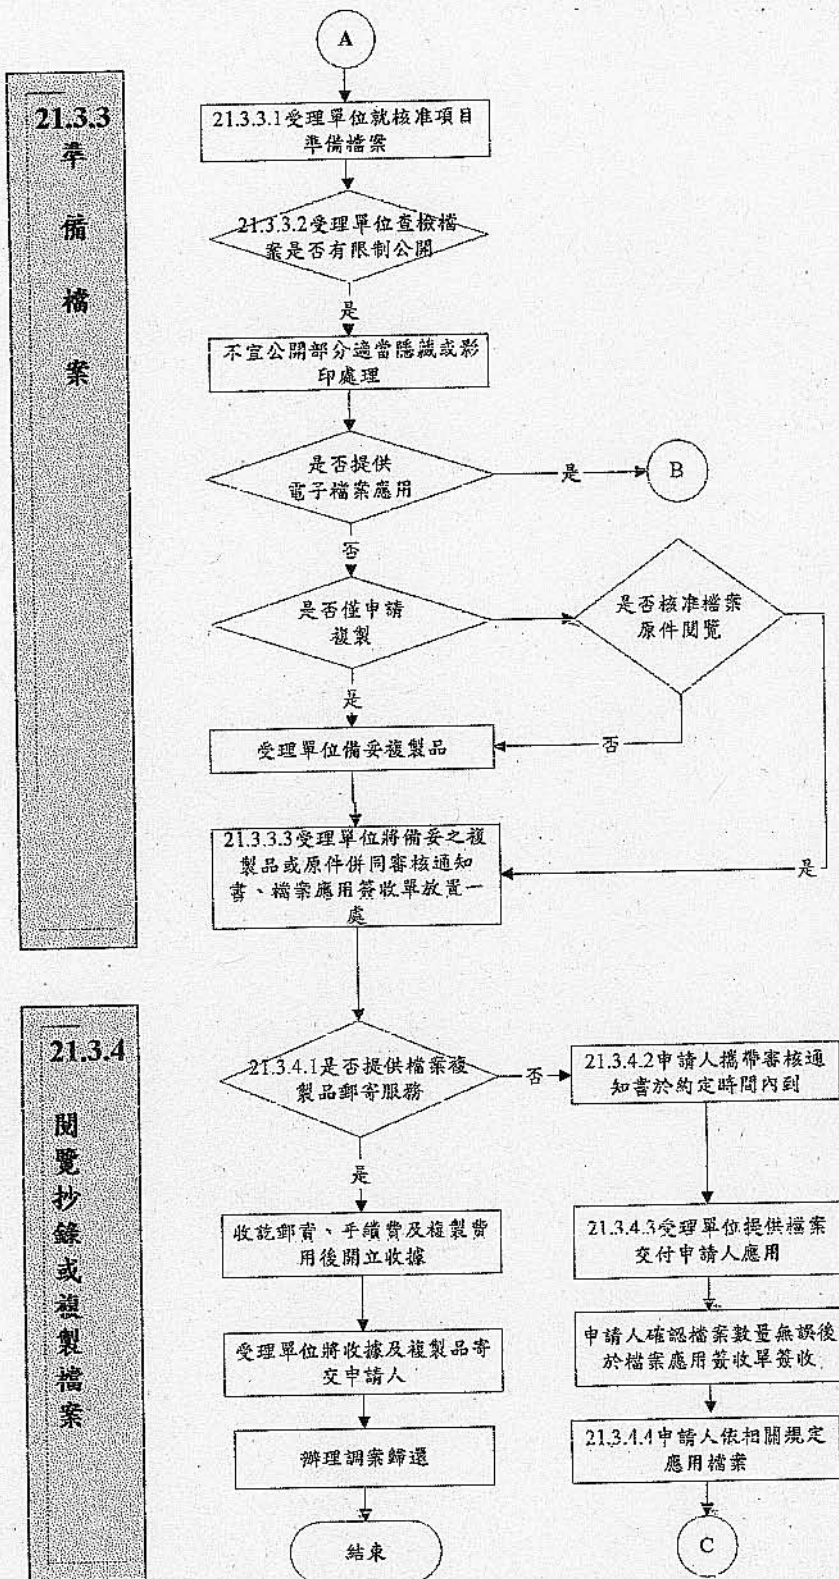 A
21.3.3
準
備
檔
案
21.3.3.1受理單位就核准項目
準備檔案
21.3.3.2受理單位查檢檔
案是否有限制公開
是
不宜公開部分適當隱藏或影
印處理
是否提供
電子檔案應用
是
B
否
是否僅申請
複製
是否核准檔案
原件閱覽
是
受理單位備妥複製品
否
21.3.3.3受理單位將備妥之複
製品或原件併同審核通知
書、檔案應用簽收單放置一
處
是
21.3.4
閱
覽
抄
錄
或
複
製
檔
案
21.3.4.1是否提供檔案複
製品郵寄服務
否
21.3.4.2申請人攜帶審核通
知書於約定時間內到
是
收訖郵資、手續費及複製費
用後開立收據
21.3.4.3受理單位提供檔案
交付申請人應用
受理單位將收據及複製品寄
交申請人
申請人確認檔案數量無誤後
於檔案應用簽收單簽收
辦理調案歸還
21.3.4.4申請人依相關規定
應用檔案
結束
C